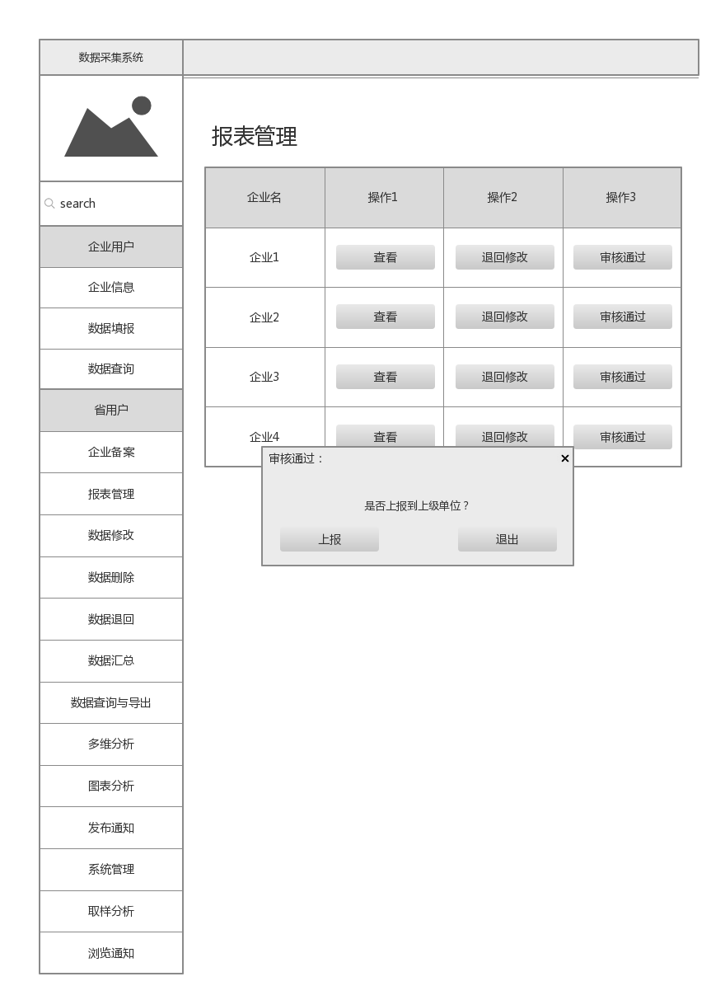 数据采集系统
search
企业用户
企业信息
数据填报
数据查询
省用户
企业备案
报表管理
数据修改
数据删除
数据退回
数据汇总
数据查询与导出
多维分析
图表分析
发布通知
系统管理
取样分析
浏览通知
报表管理
企业名 操作1 操作2 操作3
企业1 查看 退回修改 审核通过
企业2 查看 退回修改 审核通过
企业3 查看 退回修改 审核通过
企业4 查看 退回修改 审核通过
审核通过：
是否上报到上级单位？
上报 退出